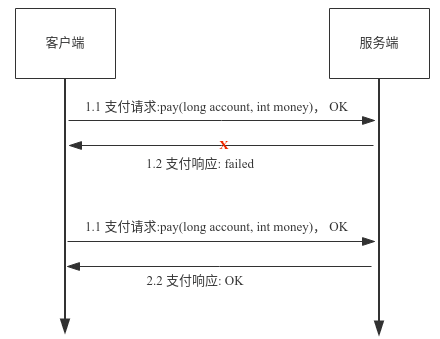 客户端
服务端
1.1 支付请求:pay(long account, int money)， OK
X
1.2 支付响应: failed
1.1 支付请求:pay(long account, int money)， OK
2.2 支付响应: OK